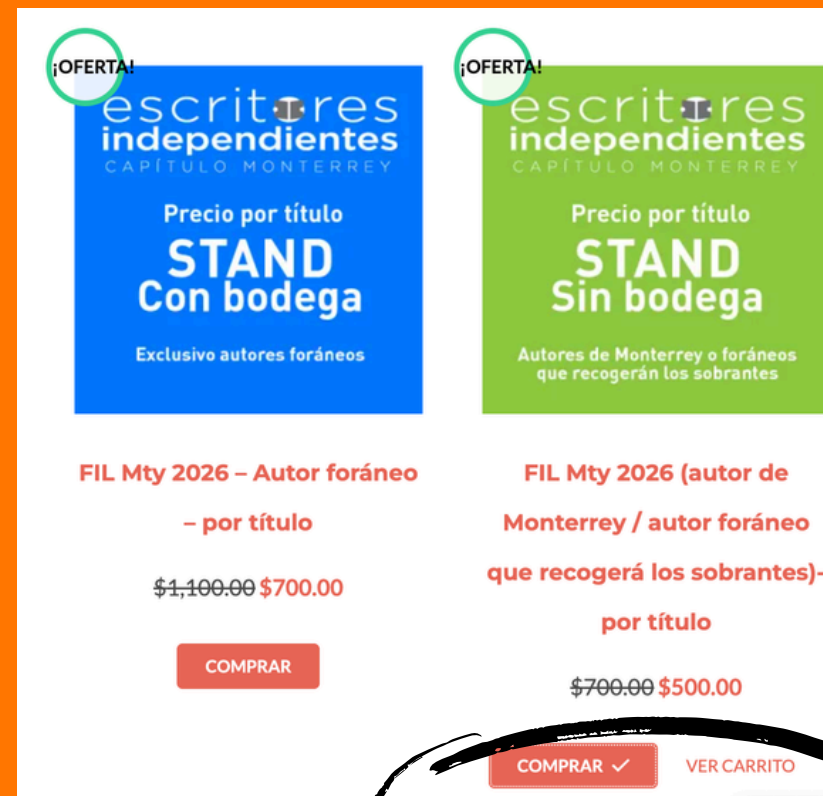 ¡OFERTA!
escritores
independientes
CAPÍTULO MONTERREY
Precio por título
STAND
Con bodega
Exclusivo autores foráneos
FIL Mty 2026 – Autor foráneo
– por título
$1,100.00 $700.00
COMPRAR
¡OFERTA!
escritores
independientes
CAPÍTULO MONTERREY
Precio por título
STAND
Sin bodega
Autores de Monterrey o foráneos
que recogerán los sobrantes
FIL Mty 2026 (autor de
Monterrey / autor foráneo
que recogerá los sobrantes)-
por título
$700.00 $500.00
COMPRAR ✓
VER CARRITO